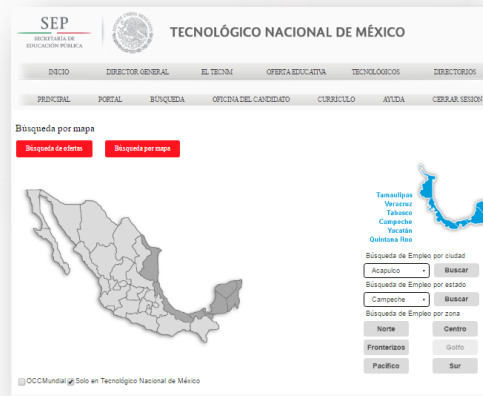 SEP
SECRETARÍA DE
EDUCACIÓN PÚBLICA
TECNOLÓGICO NACIONAL DE MÉXICO
INICIO DIRECTOR GENERAL EL TECNM OFERTA EDUCATIVA TECNOLÓGICOS DIRECTORIOS
PRINCIPAL PORTAL BÚSQUEDA OFICINA DEL CANDIDATO CURRÍCULO AYUDA CERRAR SESION
Búsqueda por mapa
Búsqueda de ofertas Búsqueda por mapa
Tamaulipas
Veracruz
Tabasco
Campeche
Yucatán
Quintana Roo
Búsqueda de Empleo por ciudad
Acapulco Buscar
Búsqueda de Empleo por estado
Campeche Buscar
Búsqueda de Empleo por zona
Norte Centro
Fronterizos Golfo
Pacífico Sur
OCCMundial Solo en Tecnológico Nacional de México